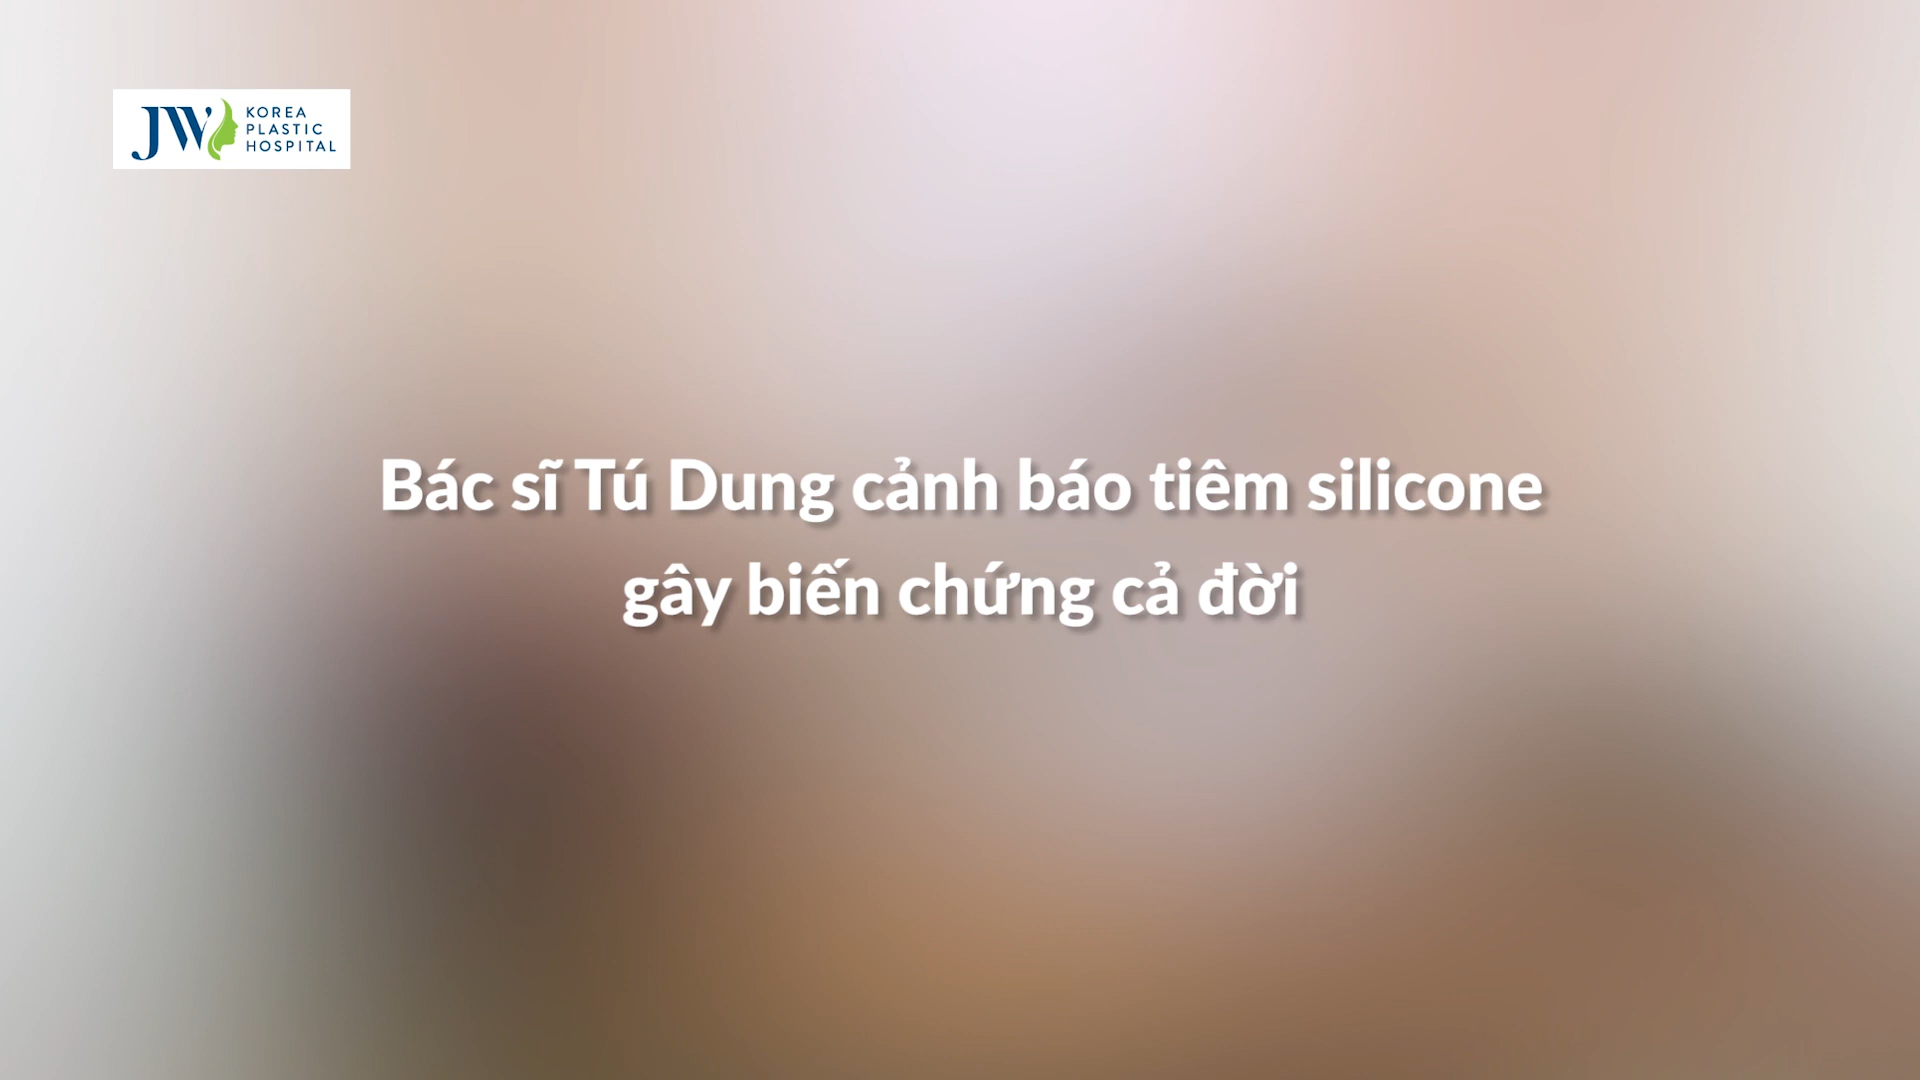 JW KOREA
PLASTIC
HOSPITAL
Bác sĩ Tú Dung cảnh báo tiêm silicone
gây biến chứng cả đời